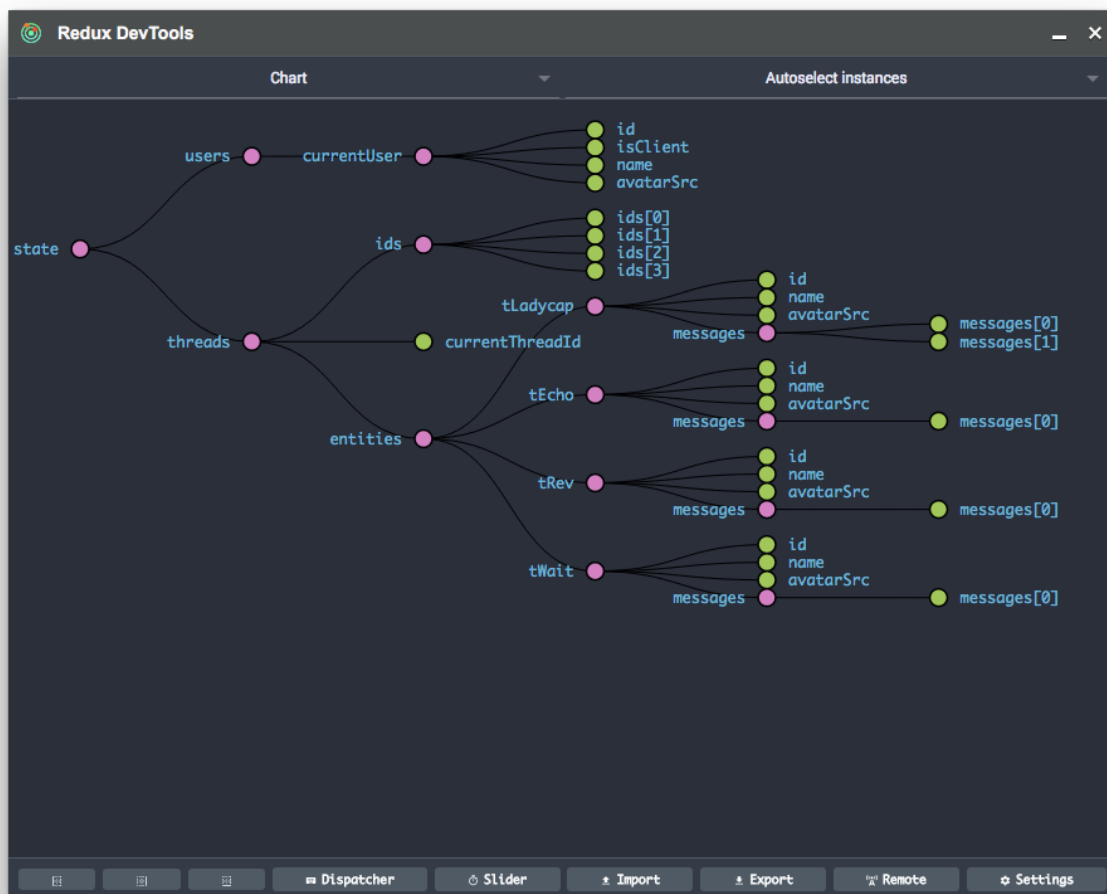 Redux DevTools
Chart
Autoselect instances
id
isClient
users
currentUser
name
avatarSrc
ids[0]
ids[1]
state
ids
ids[2]
ids[3]
id
name
tLadycap
avatarSrc
messages[0]
messages
messages[1]
threads
currentThreadId
id
name
tEcho
avatarSrc
messages
messages[0]
entities
id
name
tRev
avatarSrc
messages
messages[0]
id
name
tWait
avatarSrc
messages
messages[0]
Dispatcher
Slider
Import
Export
Remote
Settings